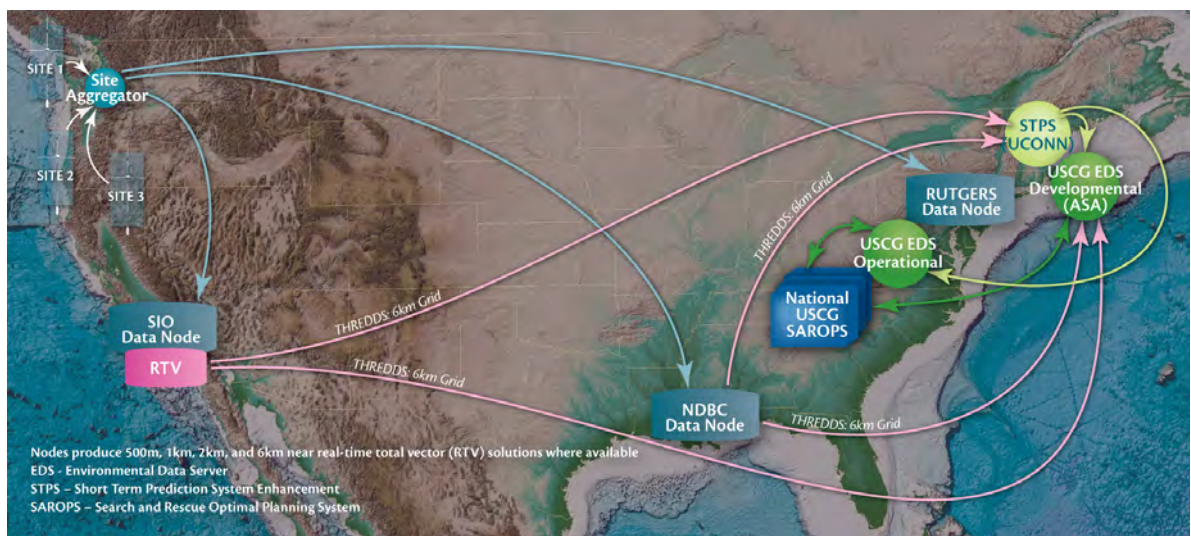 SITE 1
Site
Aggregator
SITE 2
SITE 3
STPS
(UCONN)
USCG EDS
Developmental
(ASA)
RUTGERS
Data Node
USCG EDS
Operational
National
USCG
SAROPS
THREDDS: 6km Grid
THREDDS: 6km Grid
SIO
Data Node
RTV
THREDDS: 6km Grid
NDBC
Data Node
THREDDS: 6km Grid
Nodes produce 500m, 1km, 2km, and 6km near real-time total vector (RTV) solutions where available
EDS - Environmental Data Server
STPS – Short Term Prediction System Enhancement
SAROPS – Search and Rescue Optimal Planning System